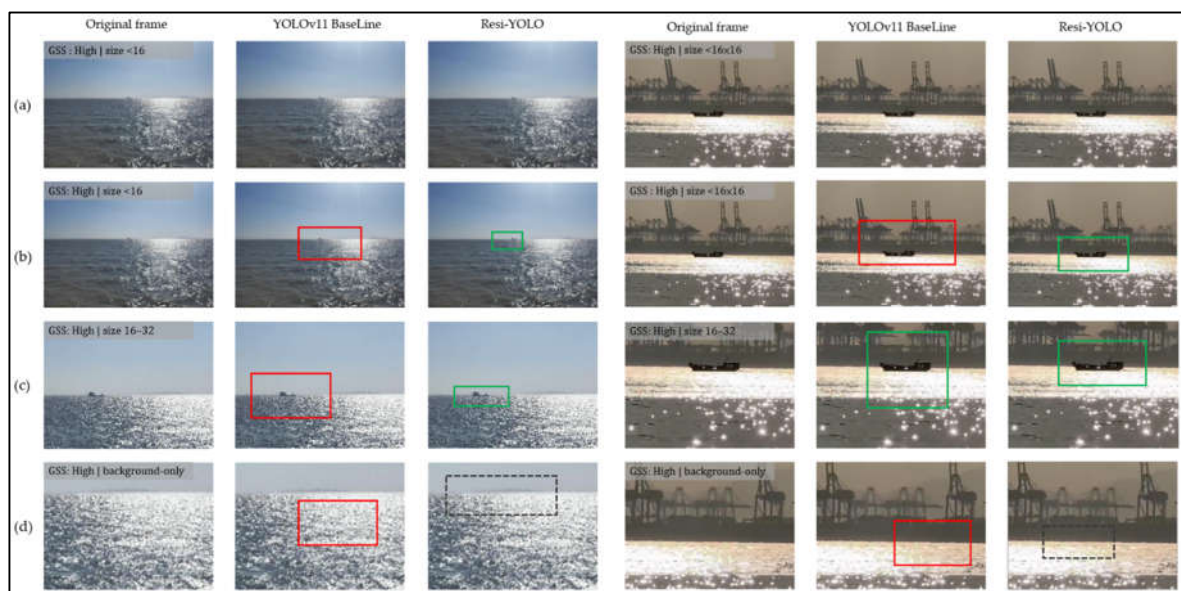 Original frame YOLOv11 BaseLine Resi-YOLO Original frame YOLOv11 BaseLine Resi-YOLO
(a) GSS : High | size <16 GSS: High | size <16x16
(b) GSS: High | size <16 GSS : High | size <16x16
(c) GSS: High | size 16–32 GSS: High | size 16–32
(d) GSS: High | background-only GSS: High | background-only